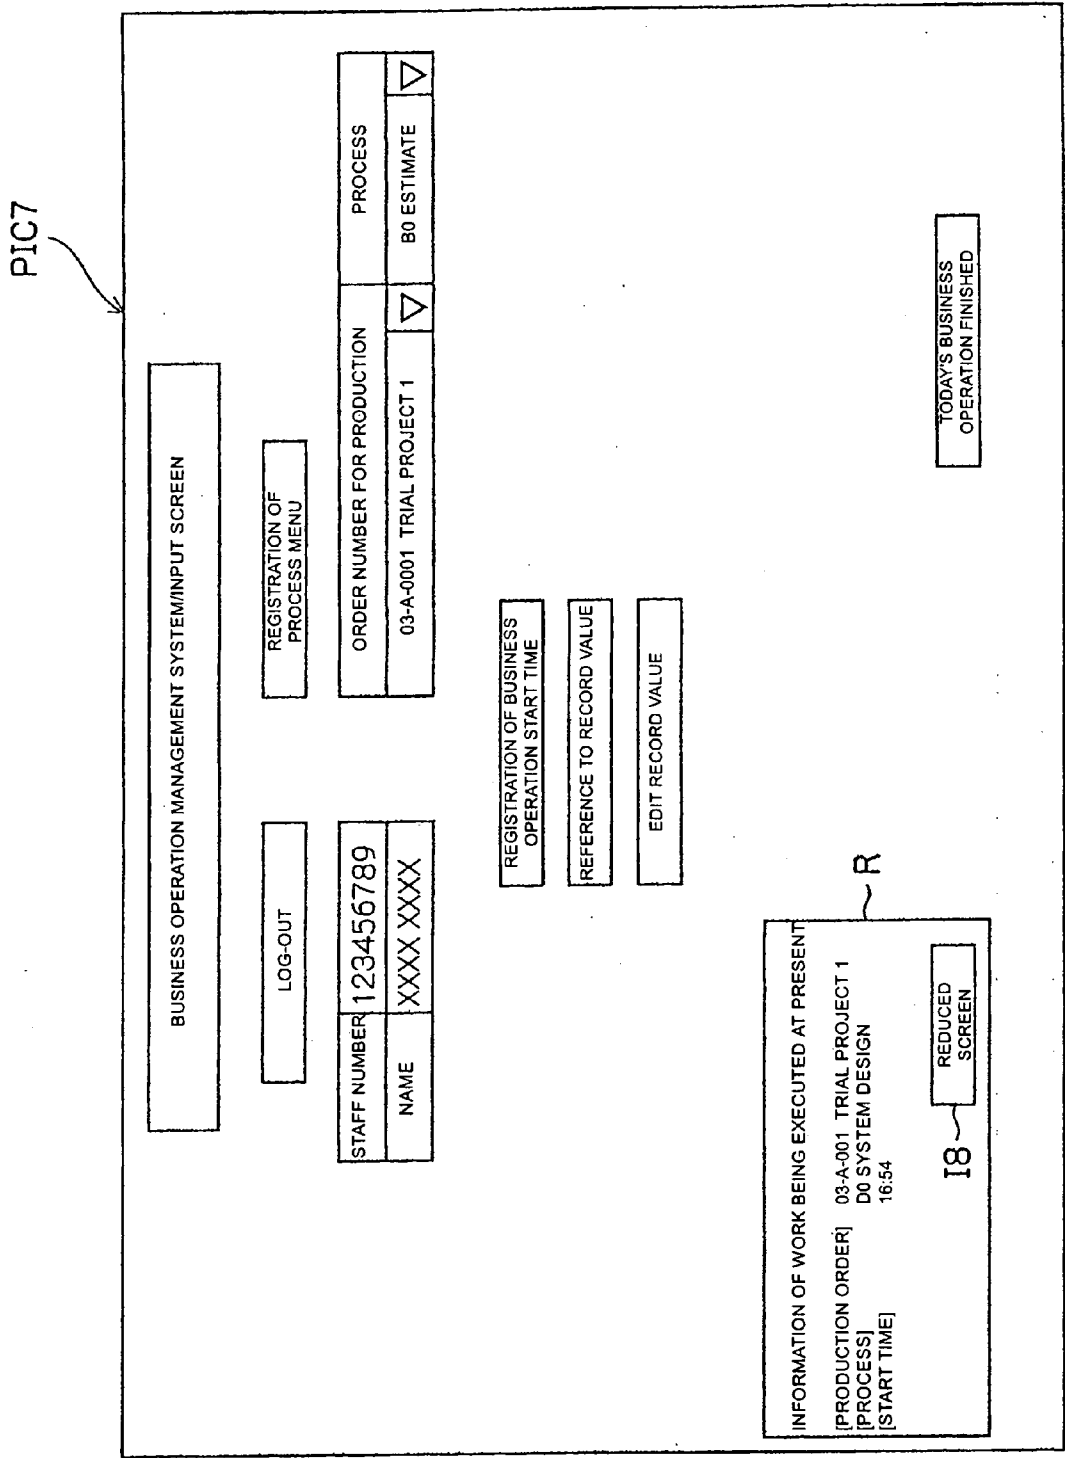 PIC7
BUSINESS OPERATION MANAGEMENT SYSTEM/INPUT SCREEN
LOG-OUT
REGISTRATION OF
PROCESS MENU
STAFF NUMBER 123456789
NAME XXXX XXXX
ORDER NUMBER FOR PRODUCTION PROCESS
03-A-0001 TRIAL PROJECT 1 B0 ESTIMATE
REGISTRATION OF BUSINESS
OPERATION START TIME
REFERENCE TO RECORD VALUE
EDIT RECORD VALUE
R
INFORMATION OF WORK BEING EXECUTED AT PRESENT
[PRODUCTION ORDER] 03-A-001 TRIAL PROJECT 1
[PROCESS] D0 SYSTEM DESIGN
[START TIME] 16:54
I8
REDUCED
SCREEN
TODAY'S BUSINESS
OPERATION FINISHED